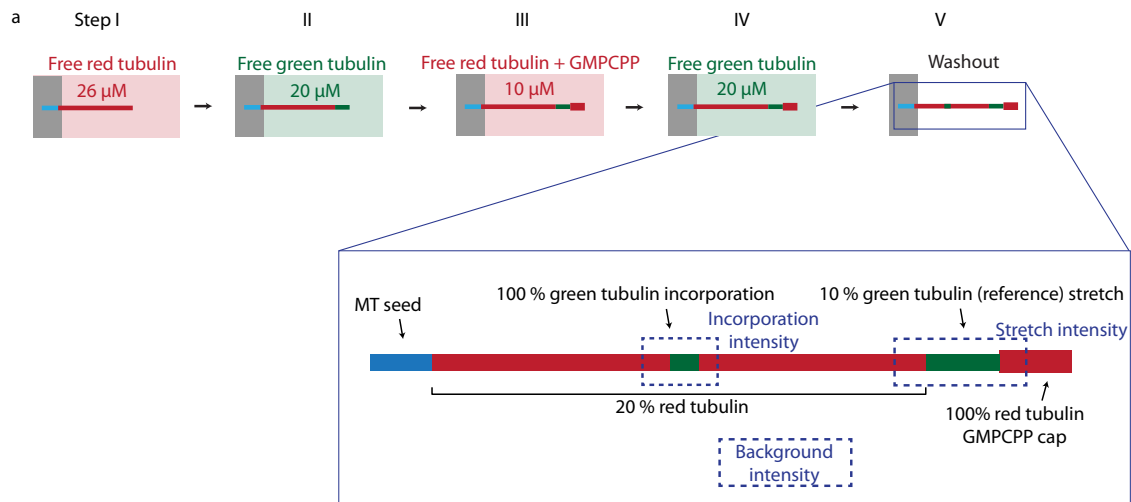 a
Step I
II
III
IV
V
Free red tubulin
26 μM
Free green tubulin
20 μM
Free red tubulin + GMPCPP
10 μM
Free green tubulin
20 μM
Washout
MT seed
100 % green tubulin incorporation
Incorporation
intensity
10 % green tubulin (reference) stretch
Stretch intensity
20 % red tubulin
100% red tubulin
GMPCPP cap
Background
intensity